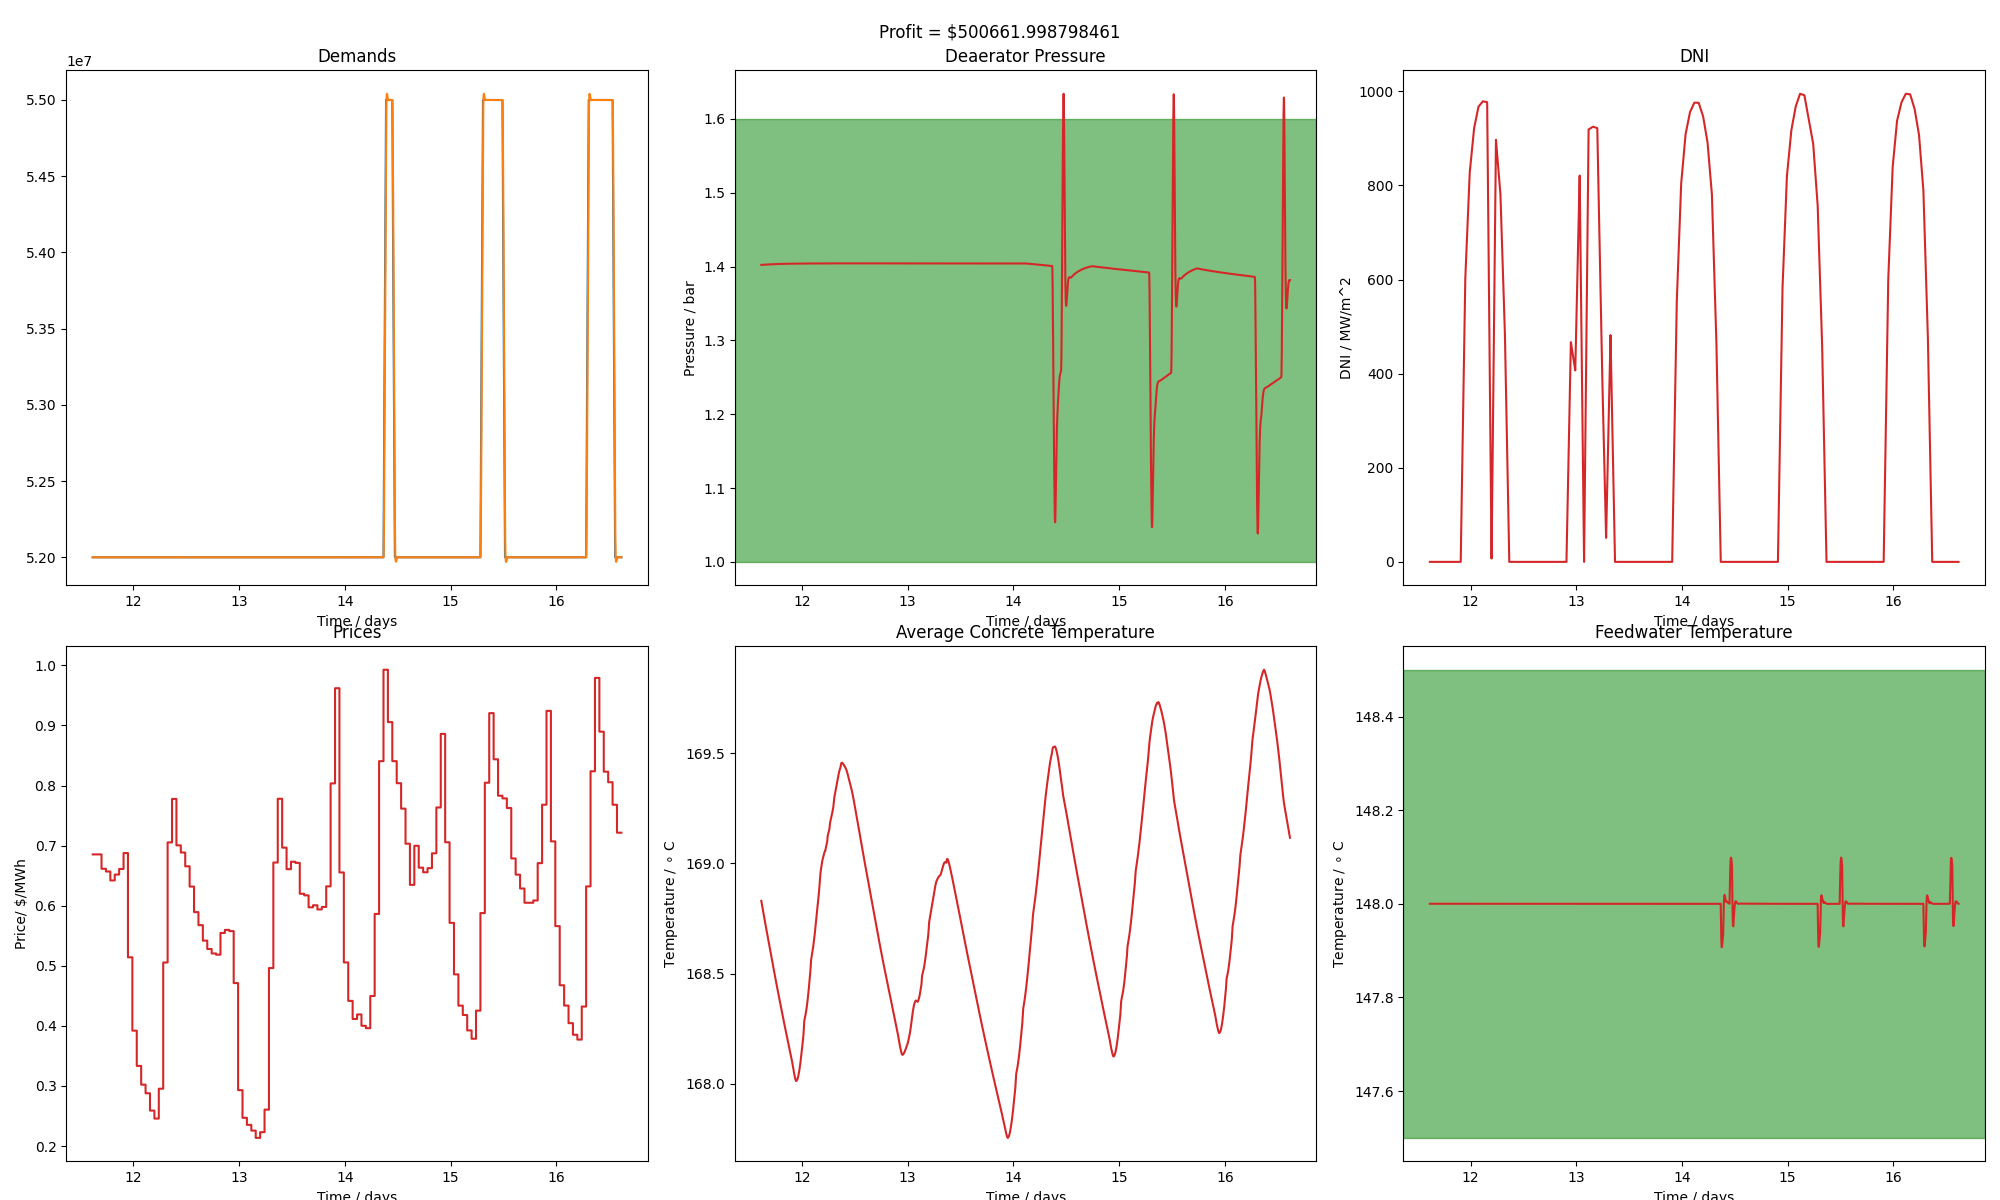 Profit = $500661.998798461
Demands
1e7
5.50
5.45
5.40
5.35
5.30
5.25
5.20
12 13 14 15 16
Time / days
Deaerator Pressure
Pressure / bar
1.6
1.5
1.4
1.3
1.2
1.1
1.0
12 13 14 15 16
Time / days
DNI
DNI / MW/m^2
1000
800
600
400
200
0
12 13 14 15 16
Time / days
Prices
Price/ $/MWh
1.0
0.9
0.8
0.7
0.6
0.5
0.4
0.3
0.2
12 13 14 15 16
Time / days
Average Concrete Temperature
Temperature / ∘ C
169.5
169.0
168.5
168.0
12 13 14 15 16
Time / days
Feedwater Temperature
Temperature / ∘ C
148.4
148.2
148.0
147.8
147.6
12 13 14 15 16
Time / days